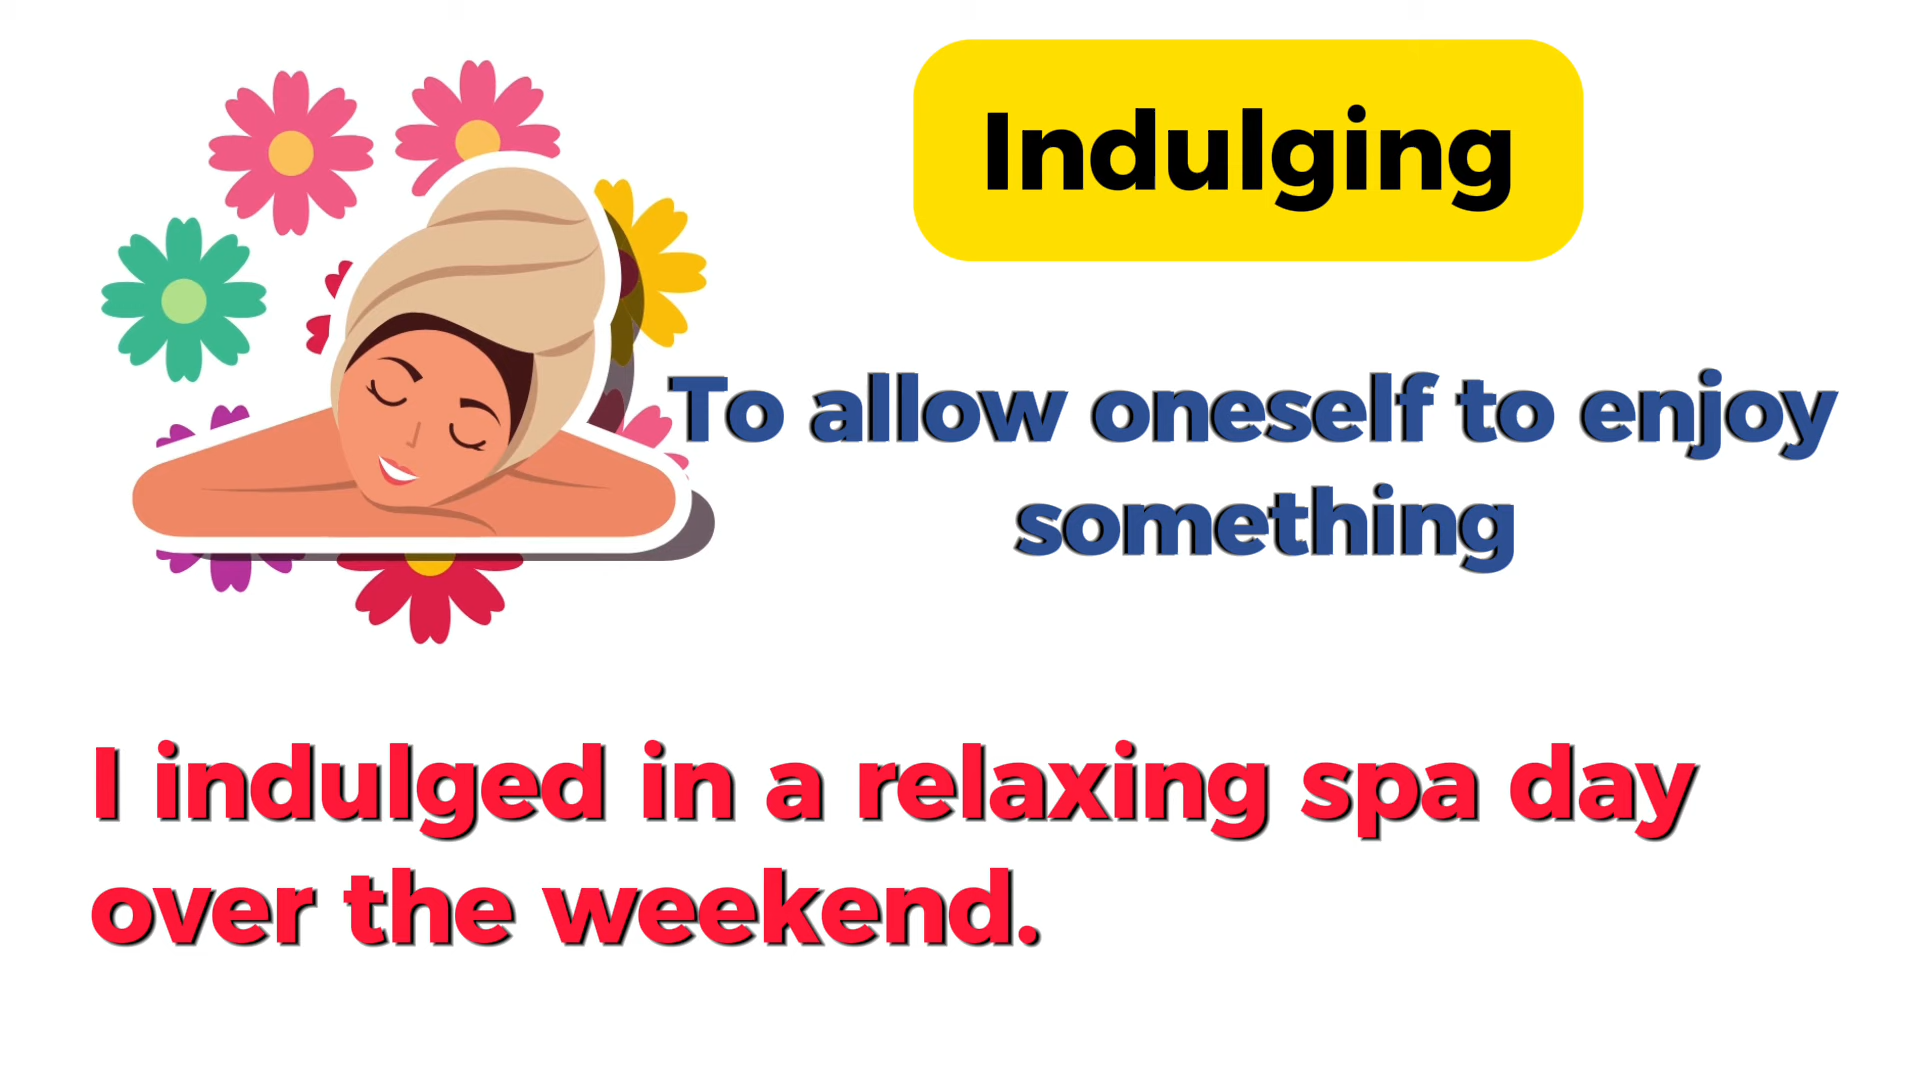 Indulging
To allow oneself to enjoy
something
I indulged in a relaxing spa day
over the weekend.